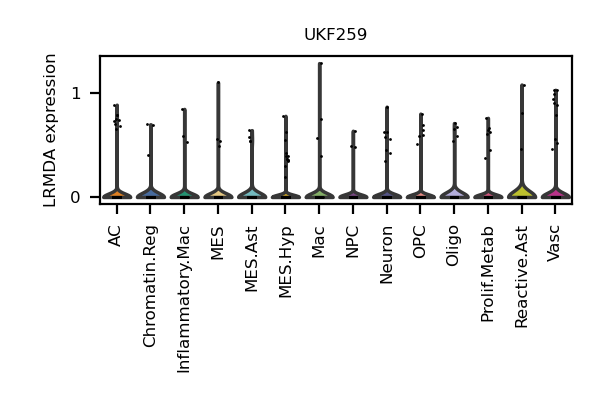 UKF259
LRMDA expression
1
0
AC
Chromatin.Reg
Inflammatory.Mac
MES
MES.Ast
MES.Hyp
Mac
NPC
Neuron
OPC
Oligo
Prolif.Metab
Reactive.Ast
Vasc